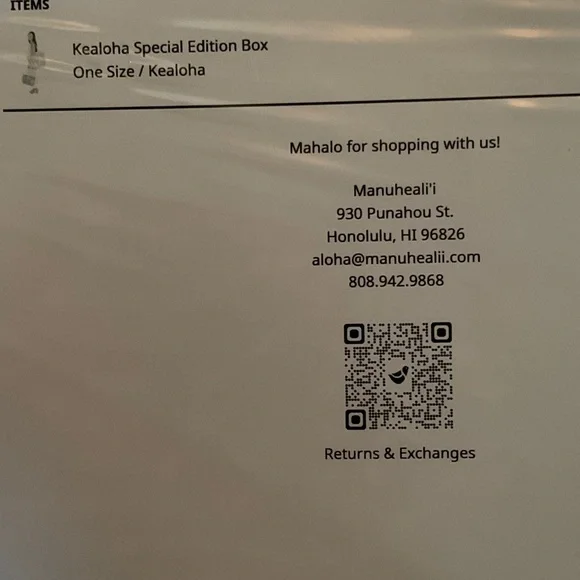 ITEMS
Kealoha Special Edition Box
One Size / Kealoha
Mahalo for shopping with us!
Manuheali'i
930 Punahou St.
Honolulu, HI 96826
aloha@manuhealii.com
808.942.9868
Returns & Exchanges